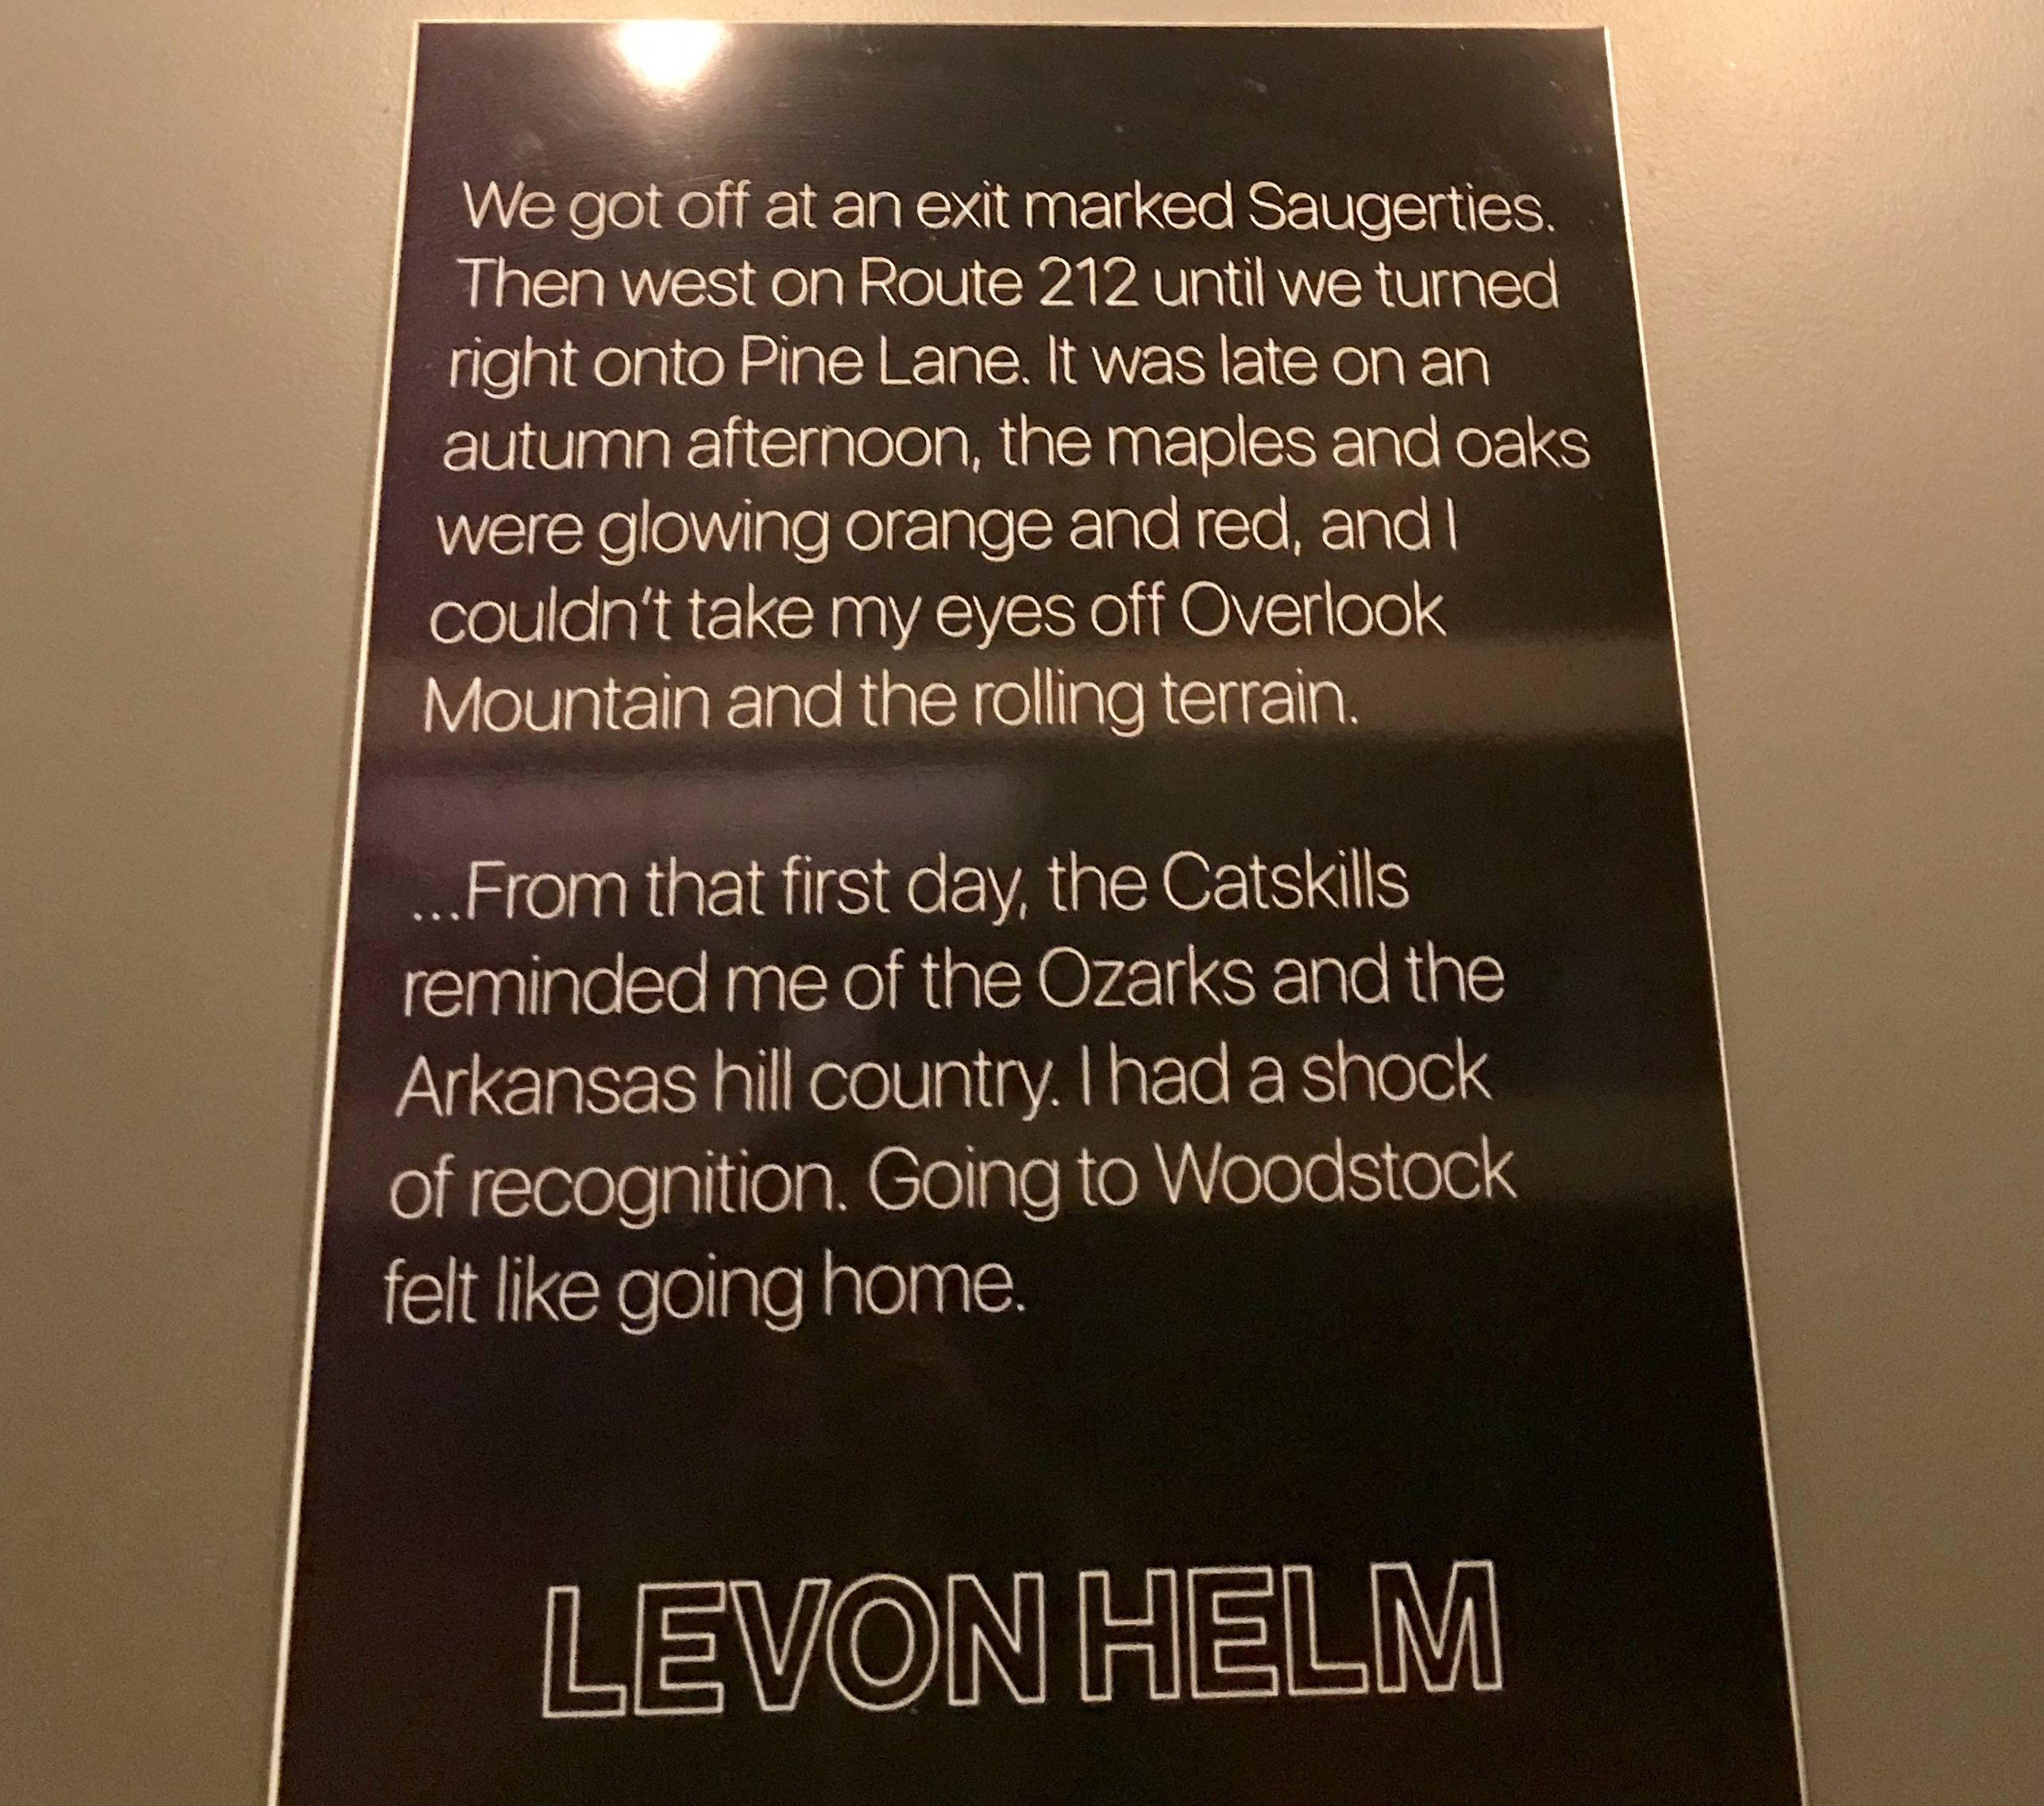 We got off at an exit marked Saugerties.
Then west on Route 212 until we turned
right onto Pine Lane. It was late on an
autumn afternoon, the maples and oaks
were glowing orange and red, and I
couldn't take my eyes off Overlook
Mountain and the rolling terrain.
...From that first day, the Catskills
reminded me of the Ozarks and the
Arkansas hill country. I had a shock
of recognition. Going to Woodstock
felt like going home.
LEVON HELM